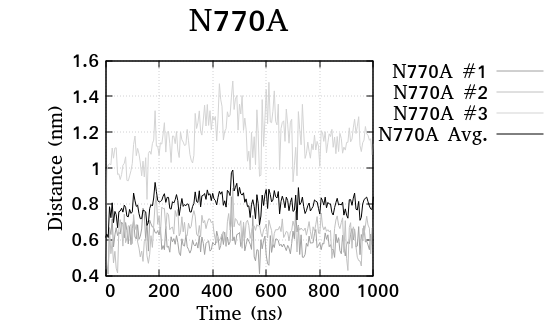 N770A
1.6
1.4
1.2
1
0.8
0.6
0.4
Distance (nm)
0 200 400 600 800 1000
Time (ns)
N770A #1
N770A #2
N770A #3
N770A Avg.